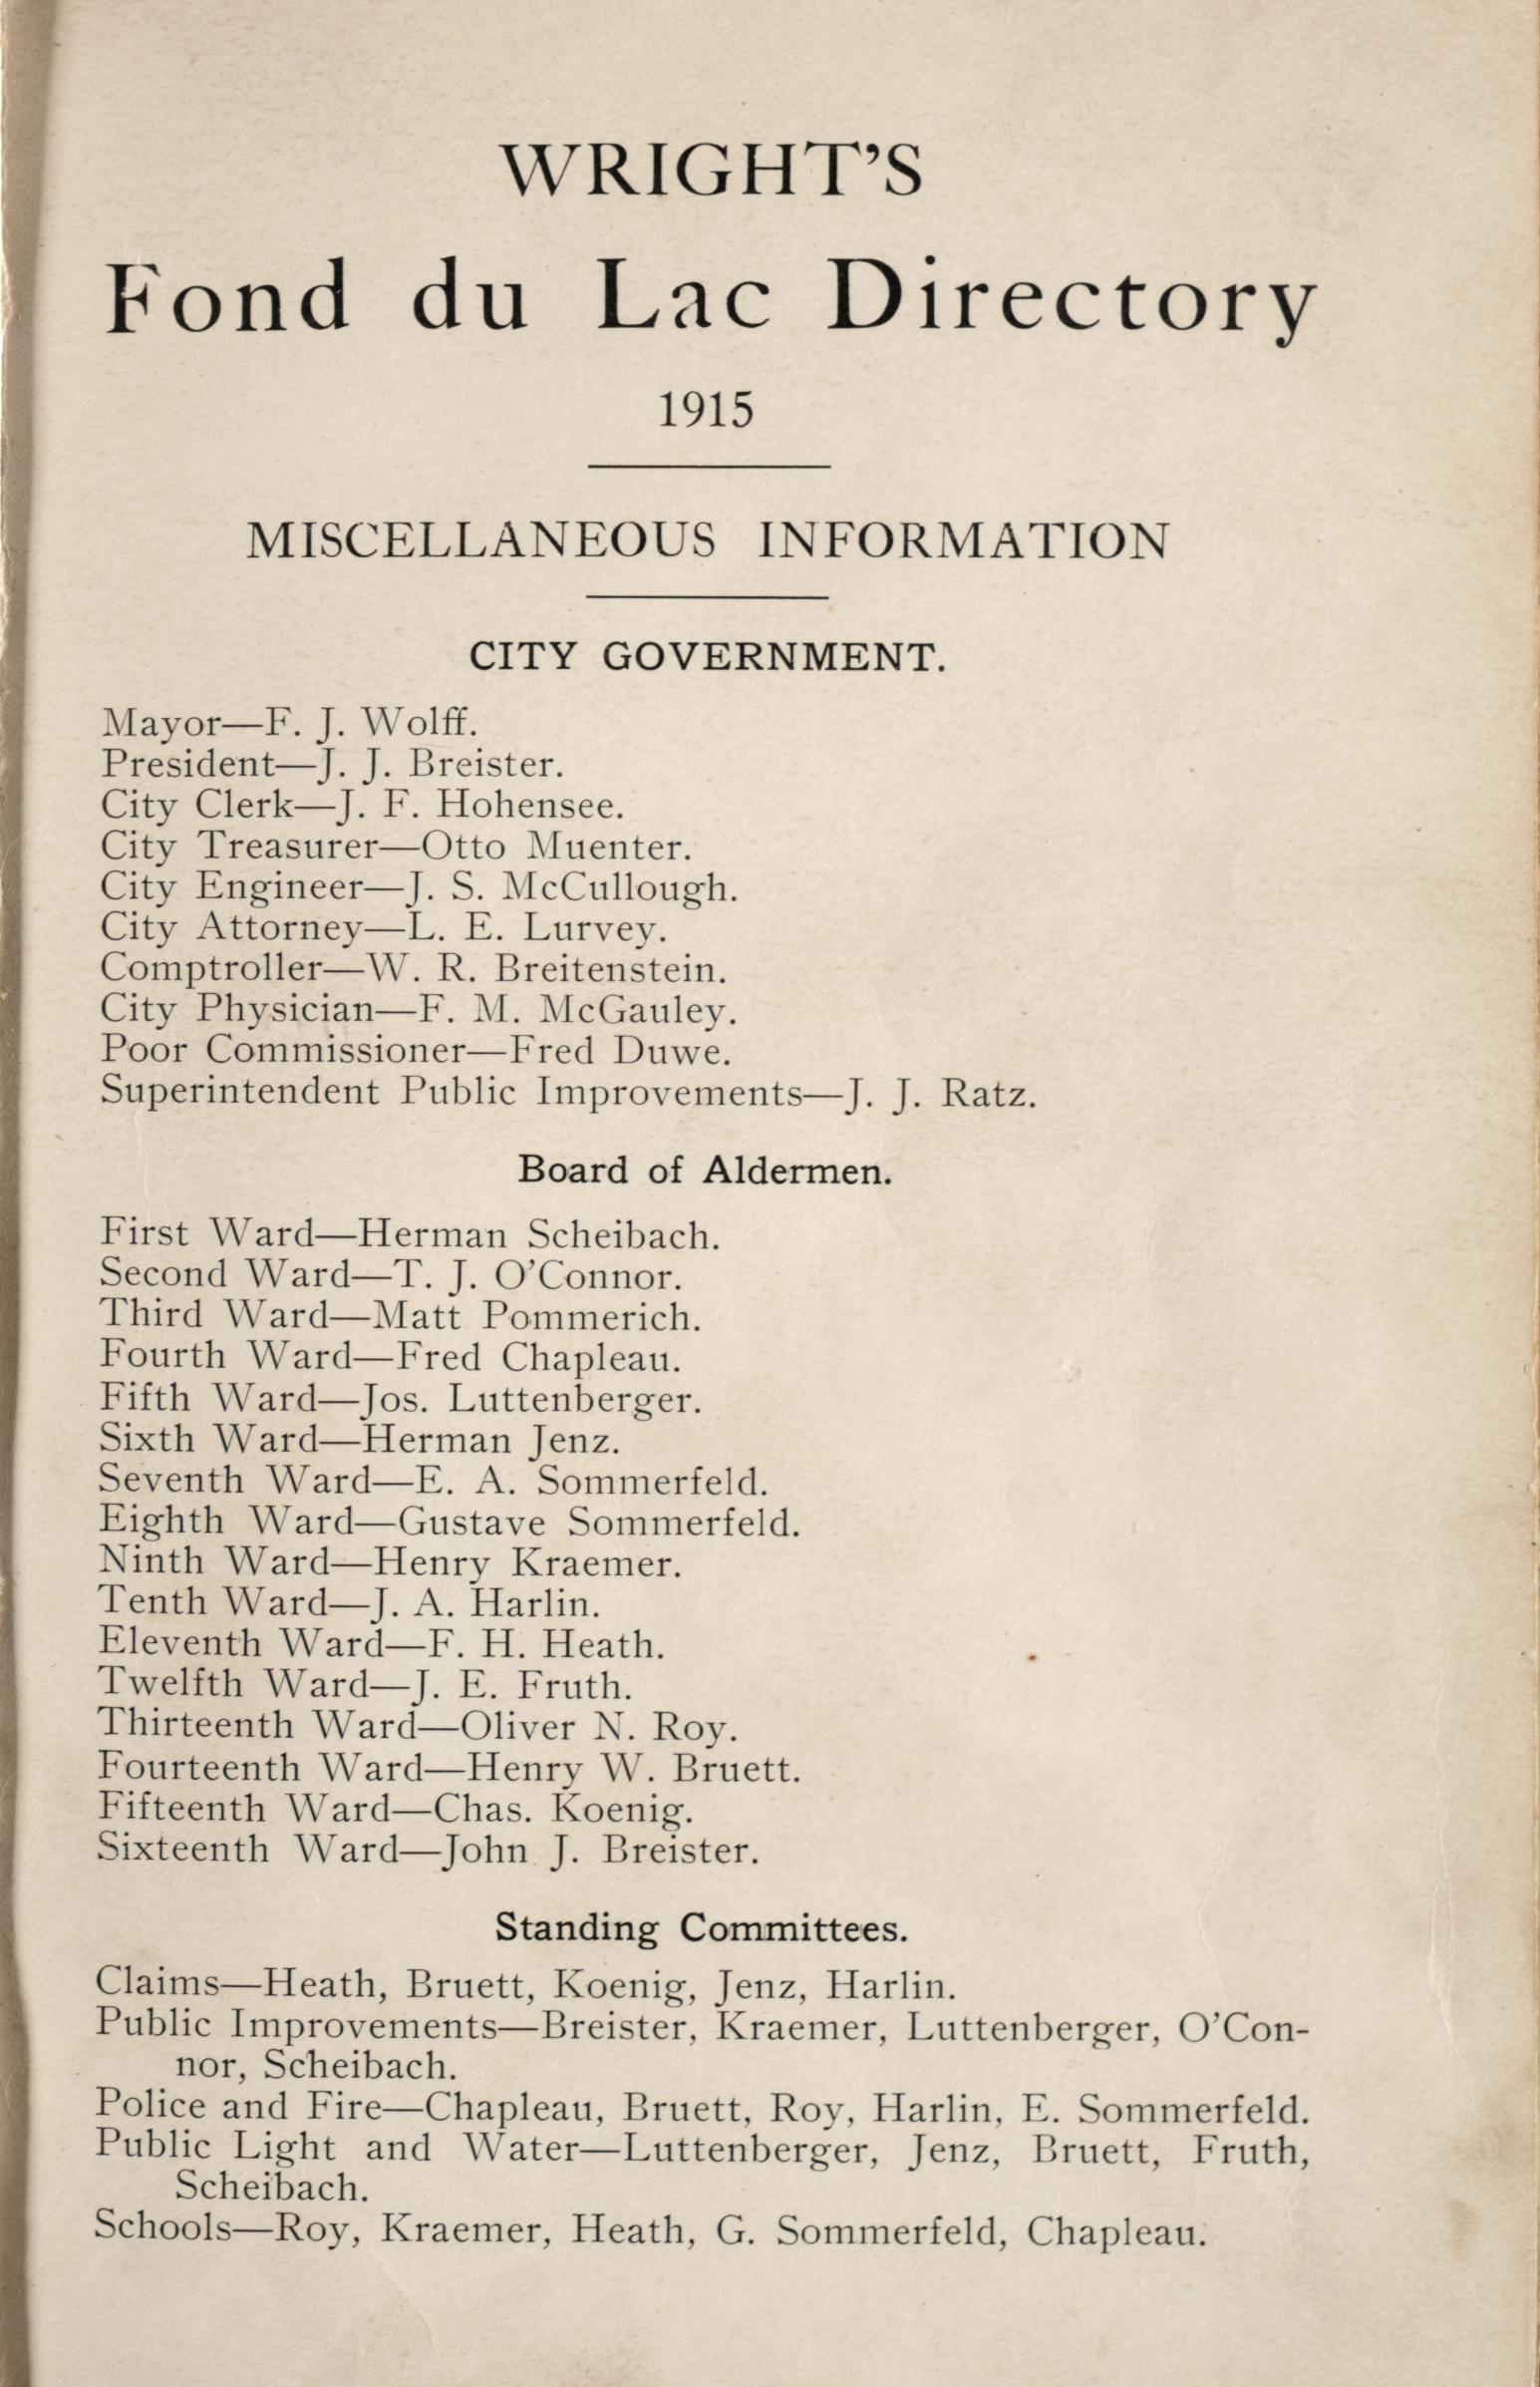 WRIGHT'S
Fond du Lac Directory
1915
MISCELLANEOUS INFORMATION
CITY GOVERNMENT.
Mayor—F. J. Wolff.
President—J. J. Breister.
City Clerk—J. F. Hohensee.
City Treasurer—Otto Muenter.
City Engineer—J. S. McCullough.
City Attorney—L. E. Lurvey.
Comptroller—W. R. Breitenstein.
City Physician—F. M. McGauley.
Poor Commissioner—Fred Duwe.
Superintendent Public Improvements—J. J. Ratz.
Board of Aldermen.
First Ward—Herman Scheibach.
Second Ward—T. J. O'Connor.
Third Ward—Matt Pommerich.
Fourth Ward—Fred Chapleau.
Fifth Ward—Jos. Luttenberger.
Sixth Ward—Herman Jenz.
Seventh Ward—E. A. Sommerfeld.
Eighth Ward—Gustave Sommerfeld.
Ninth Ward—Henry Kraemer.
Tenth Ward—J. A. Harlin.
Eleventh Ward—F. H. Heath.
Twelfth Ward—J. E. Fruth.
Thirteenth Ward—Oliver N. Roy.
Fourteenth Ward—Henry W. Bruett.
Fifteenth Ward—Chas. Koenig.
Sixteenth Ward—John J. Breister.
Standing Committees.
Claims—Heath, Bruett, Koenig, Jenz, Harlin.
Public Improvements—Breister, Kraemer, Luttenberger, O'Con-
nor, Scheibach.
Police and Fire—Chapleau, Bruett, Roy, Harlin, E. Sommerfeld.
Public Light and Water—Luttenberger, Jenz, Bruett, Fruth,
Scheibach.
Schools—Roy, Kraemer, Heath, G. Sommerfeld, Chapleau.